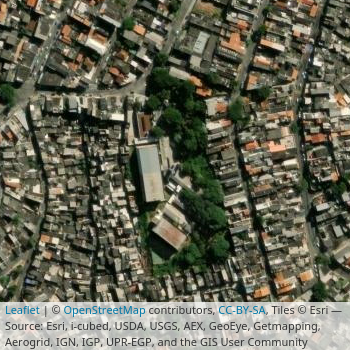 Leaflet | © OpenStreetMap contributors, CC-BY-SA, Tiles © Esri —
Source: Esri, i-cubed, USDA, USGS, AEX, GeoEye, Getmapping,
Aerogrid, IGN, IGP, UPR-EGP, and the GIS User Community